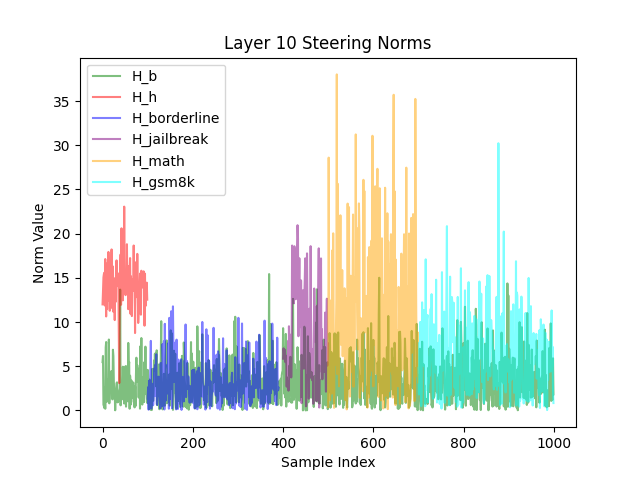 Layer 10 Steering Norms
H_b
H_h
H_borderline
H_jailbreak
H_math
H_gsm8k
Norm Value
35
30
25
20
15
10
5
0
0 200 400 600 800 1000
Sample Index